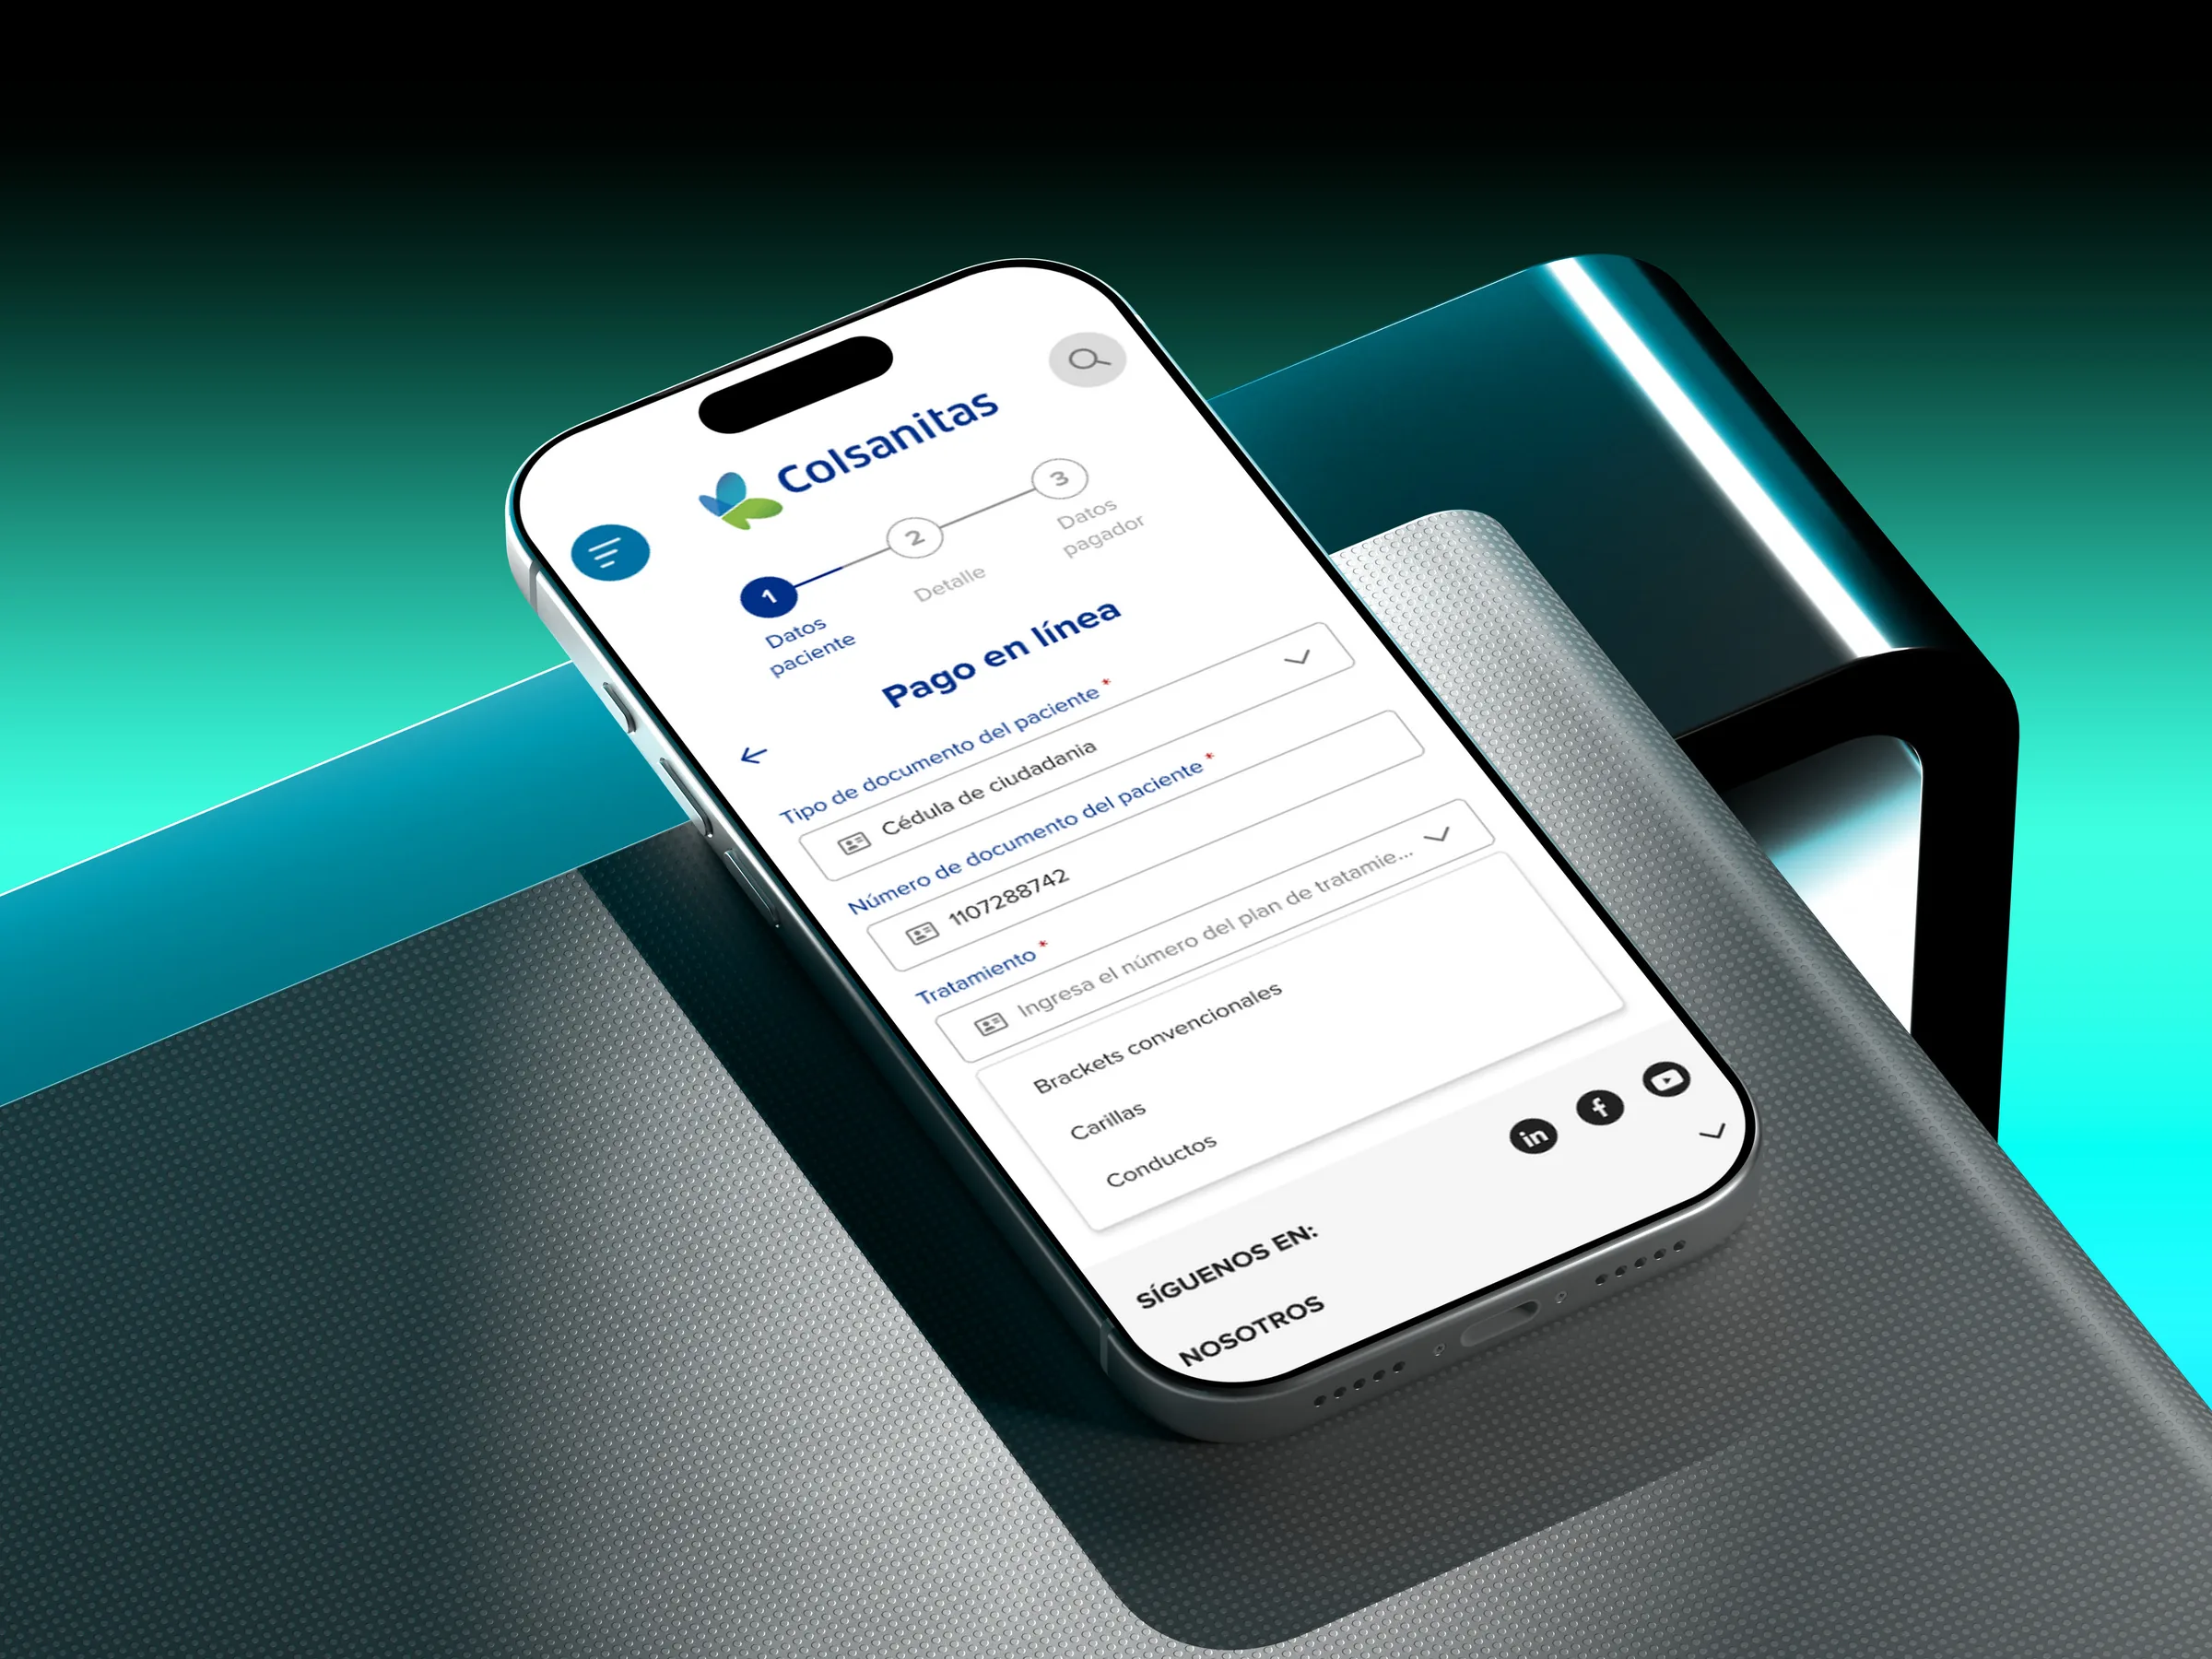 Colsanitas
1
2
3
Datos
paciente
Detalle
Datos
pagador
Pago en línea
Tipo de documento del paciente *
Cédula de ciudadania
Número de documento del paciente *
1107288742
Tratamiento *
Ingresa el número del plan de tratamie...
Brackets convencionales
Carillas
Conductos
SÍGUENOS EN:
in
f
NOSOTROS